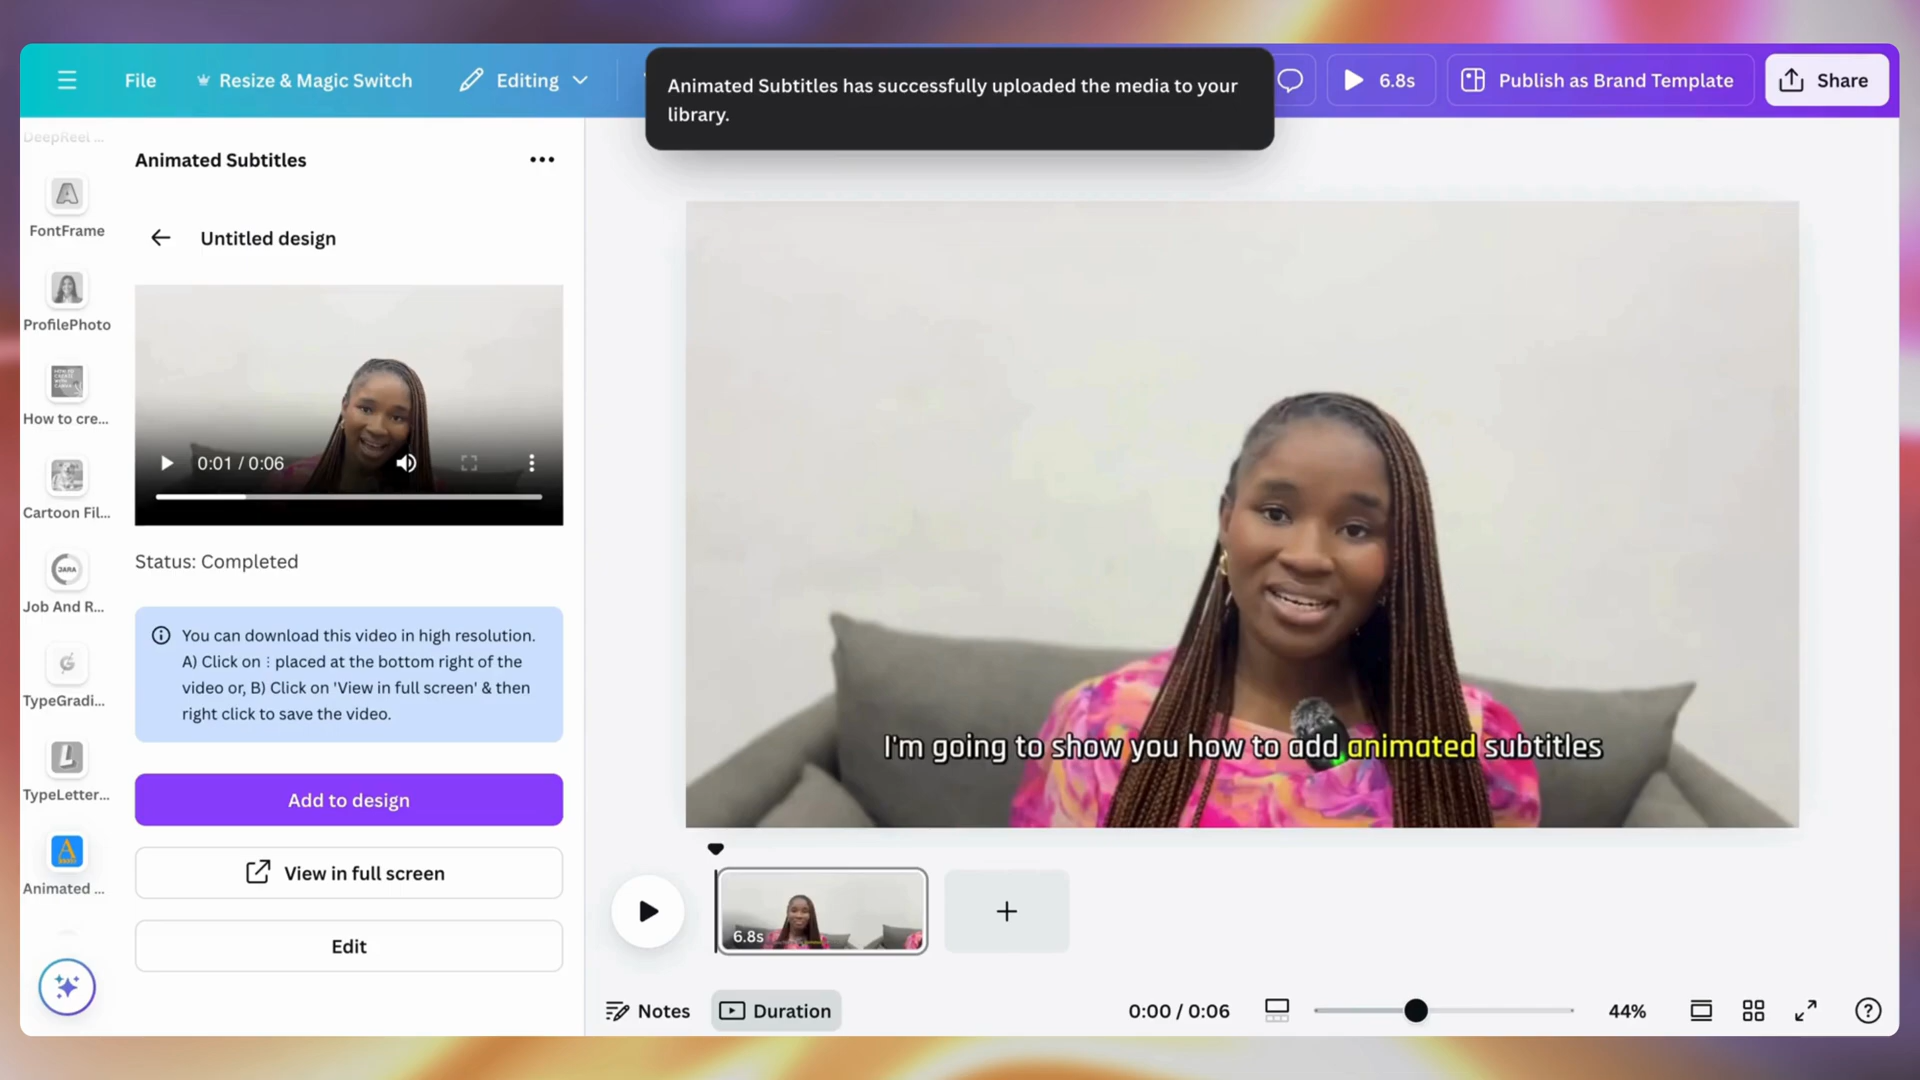 File
Resize & Magic Switch
Editing
Animated Subtitles has successfully uploaded the media to your
library.
6.8s
Publish as Brand Template
Share
DeepReel ...
FontFrame
ProfilePhoto
How to cre...
Cartoon Fil...
JARA
Job And R...
TypeGradi...
TypeLetter...
Animated ...
Animated Subtitles
Untitled design
0:01 / 0:06
Status: Completed
You can download this video in high resolution.
A) Click on ⋮ placed at the bottom right of the
video or, B) Click on 'View in full screen' & then
right click to save the video.
Add to design
View in full screen
Edit
I'm going to show you how to add animated subtitles
6.8s
Notes
Duration
0:00 / 0:06
44%